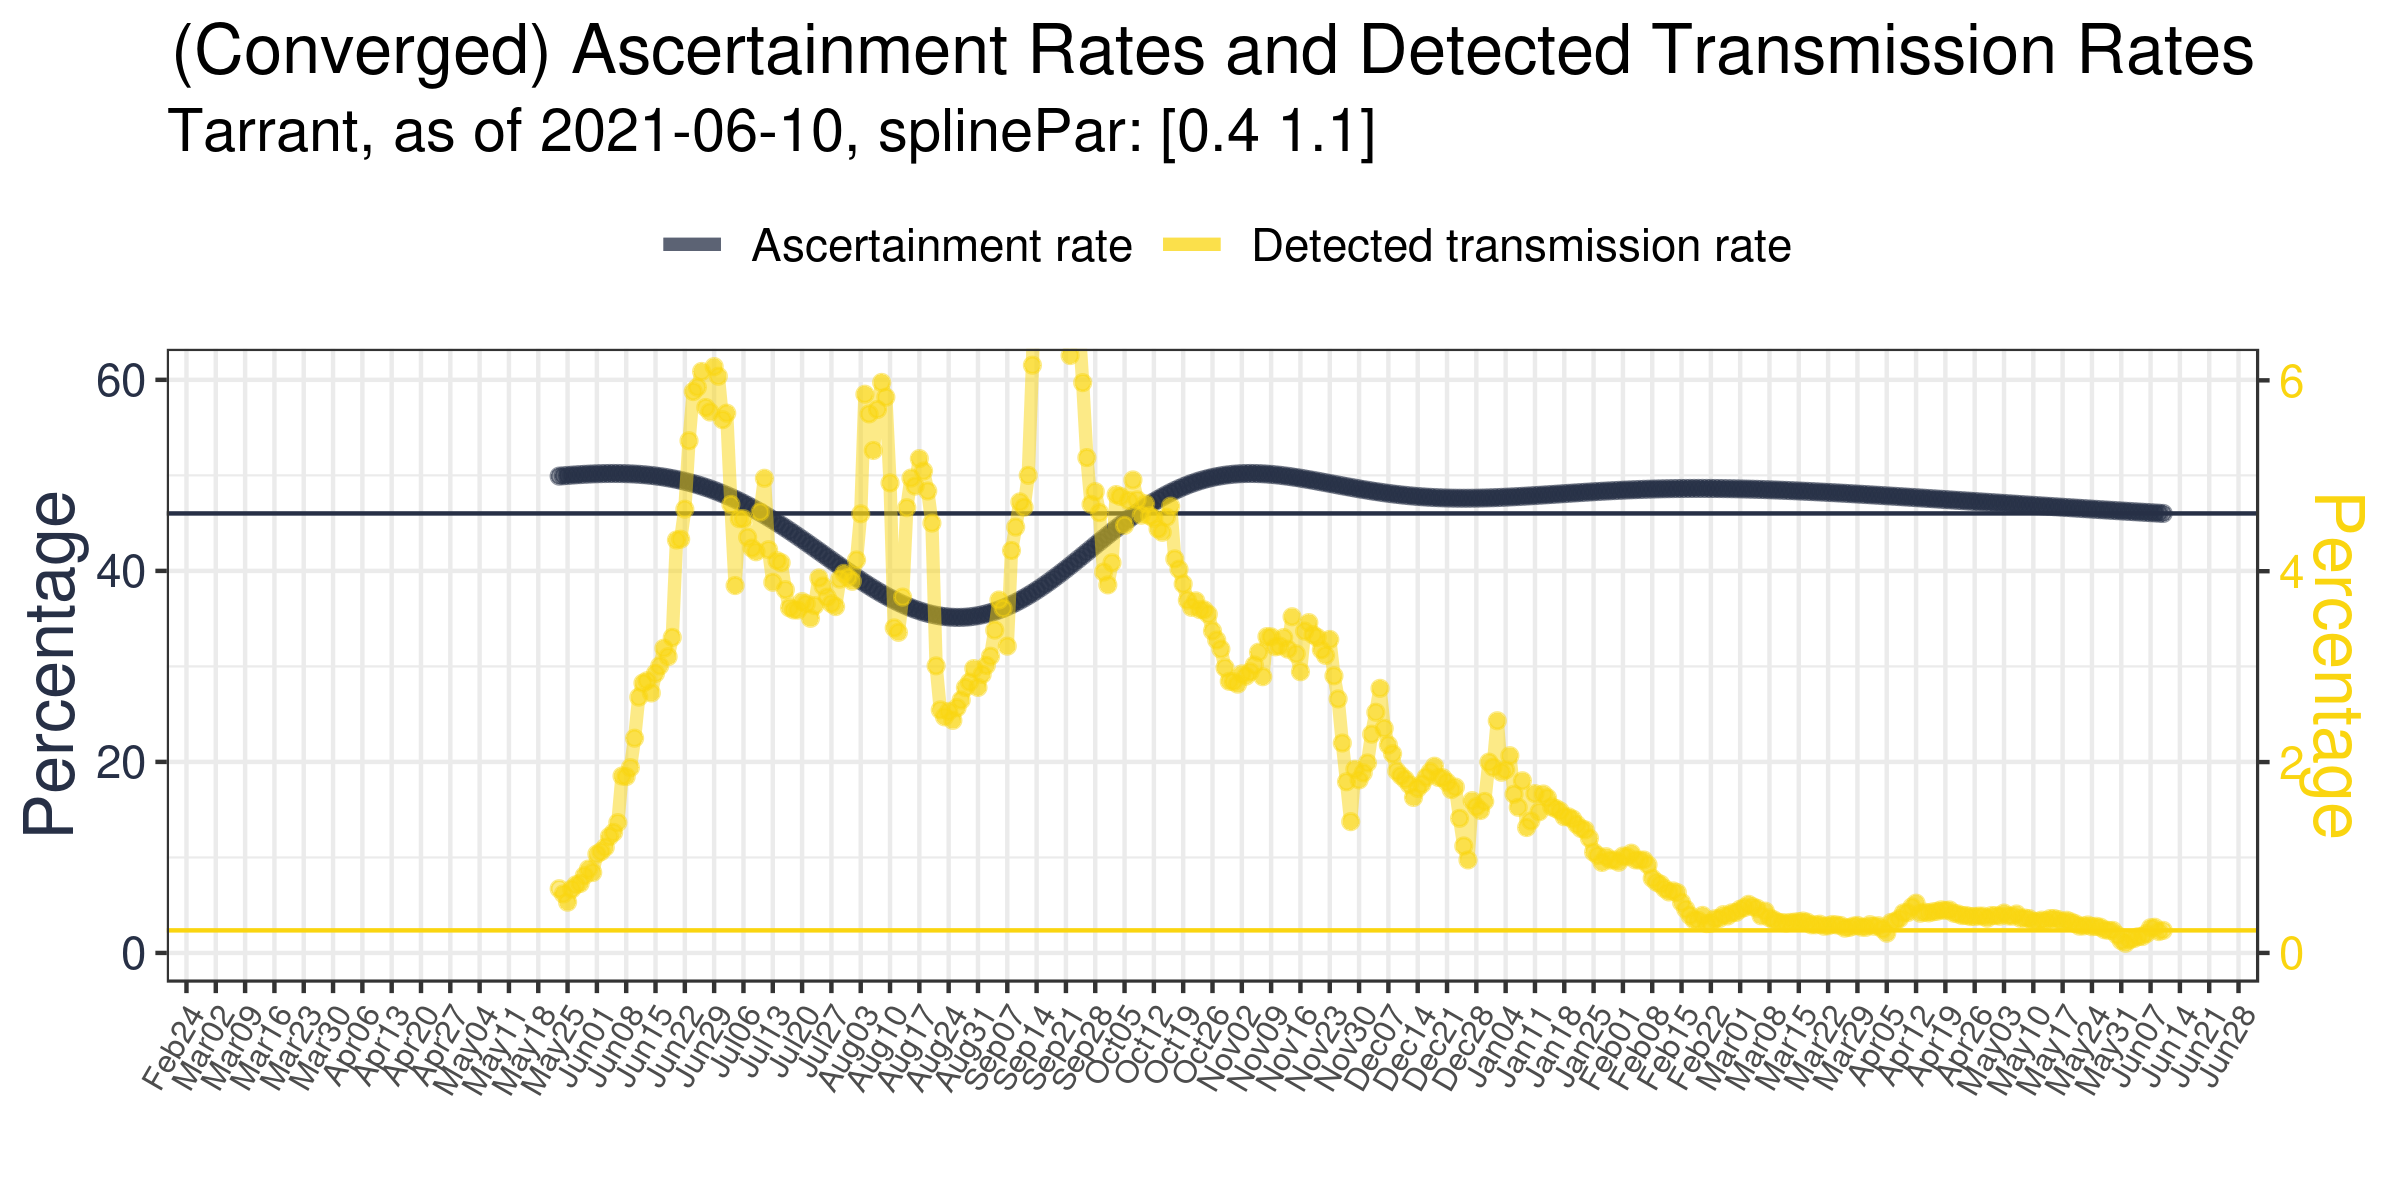 (Converged) Ascertainment Rates and Detected Transmission Rates
Tarrant, as of 2021-06-10, splinePar: [0.4 1.1]
Ascertainment rate Detected transmission rate
Percentage
60
40
20
0
6
4
2
0
Percentage
Feb24 Mar02 Mar09 Mar16 Mar23 Mar30 Apr06 Apr13 Apr20 Apr27 May04 May11 May18 May25 Jun01 Jun08 Jun15 Jun22 Jun29 Jul06 Jul13 Jul20 Jul27 Aug03 Aug10 Aug17 Aug24 Aug31 Sep07 Sep14 Sep21 Sep28 Oct05 Oct12 Oct19 Oct26 Nov02 Nov09 Nov16 Nov23 Nov30 Dec07 Dec14 Dec21 Dec28 Jan04 Jan11 Jan18 Jan25 Feb01 Feb08 Feb15 Feb22 Mar01 Mar08 Mar15 Mar22 Mar29 Apr05 Apr12 Apr19 Apr26 May03 May10 May17 May24 May31 Jun07 Jun14 Jun21 Jun28